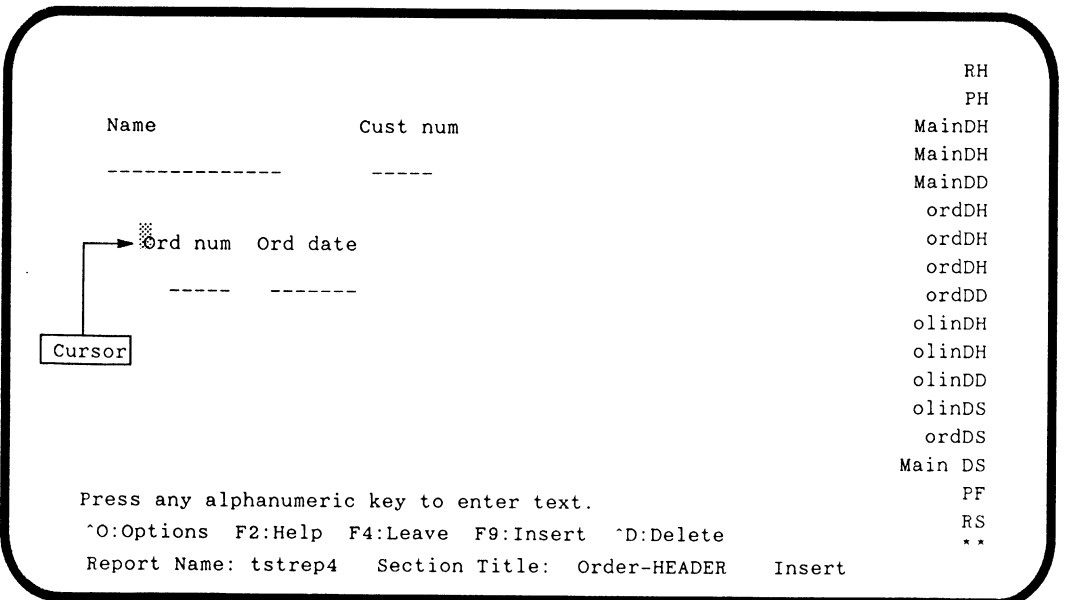 RH
PH
Name Cust num MainDH
MainDH
-------------- ----- MainDD
ordDH
Ord num Ord date ordDH
ordDH
----- ------- ordDD
olinDH
Cursor olinDH
olinDD
olinDS
ordDS
Main DS
Press any alphanumeric key to enter text. PF
^O:Options F2:Help F4:Leave F9:Insert ^D:Delete RS
**
Report Name: tstrep4 Section Title: Order-HEADER Insert